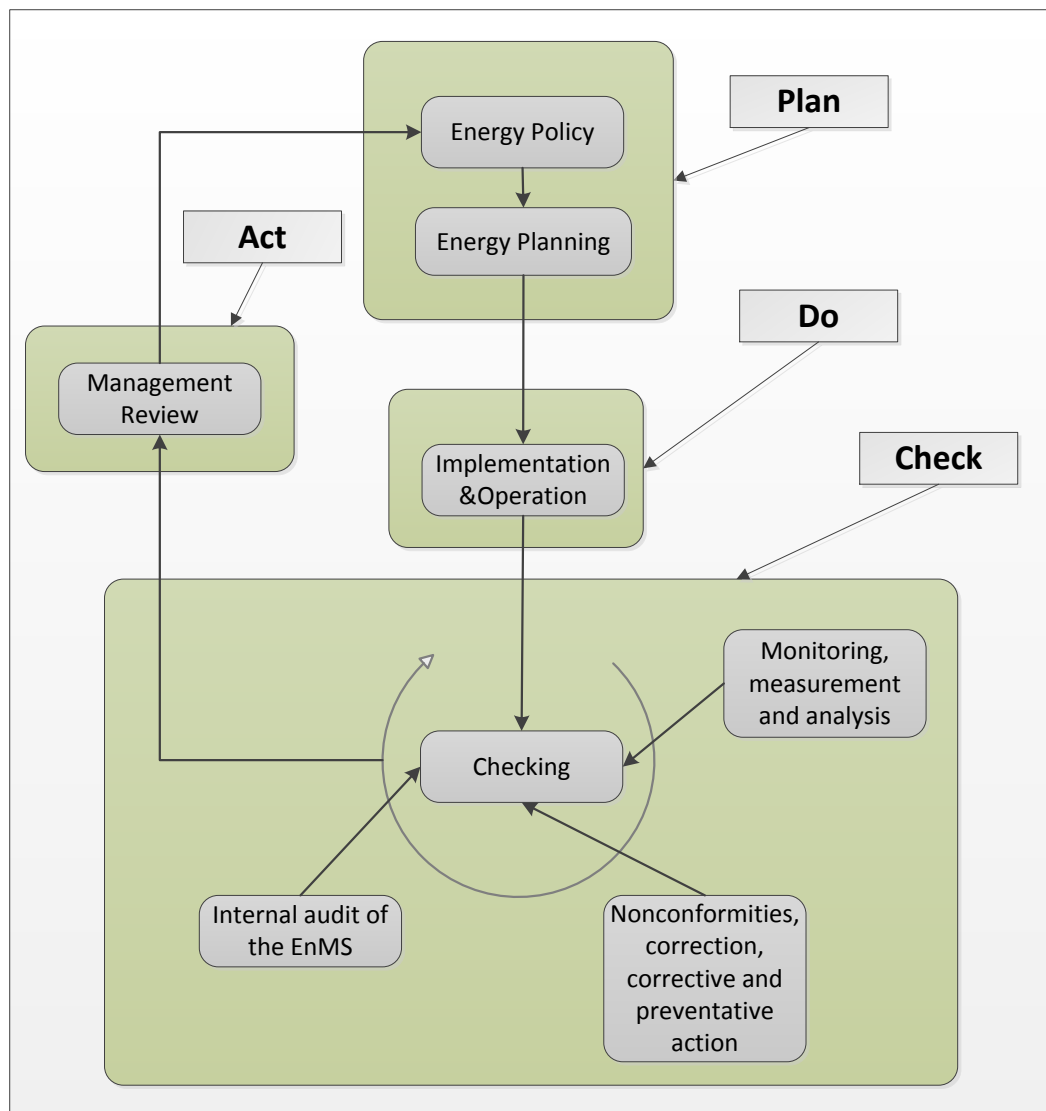 Plan
Energy Policy
Energy Planning
Act
Do
Management
Review
Implementation
&Operation
Check
Monitoring,
measurement
and analysis
Checking
Internal audit of
the EnMS
Nonconformities,
correction,
corrective and
preventative
action